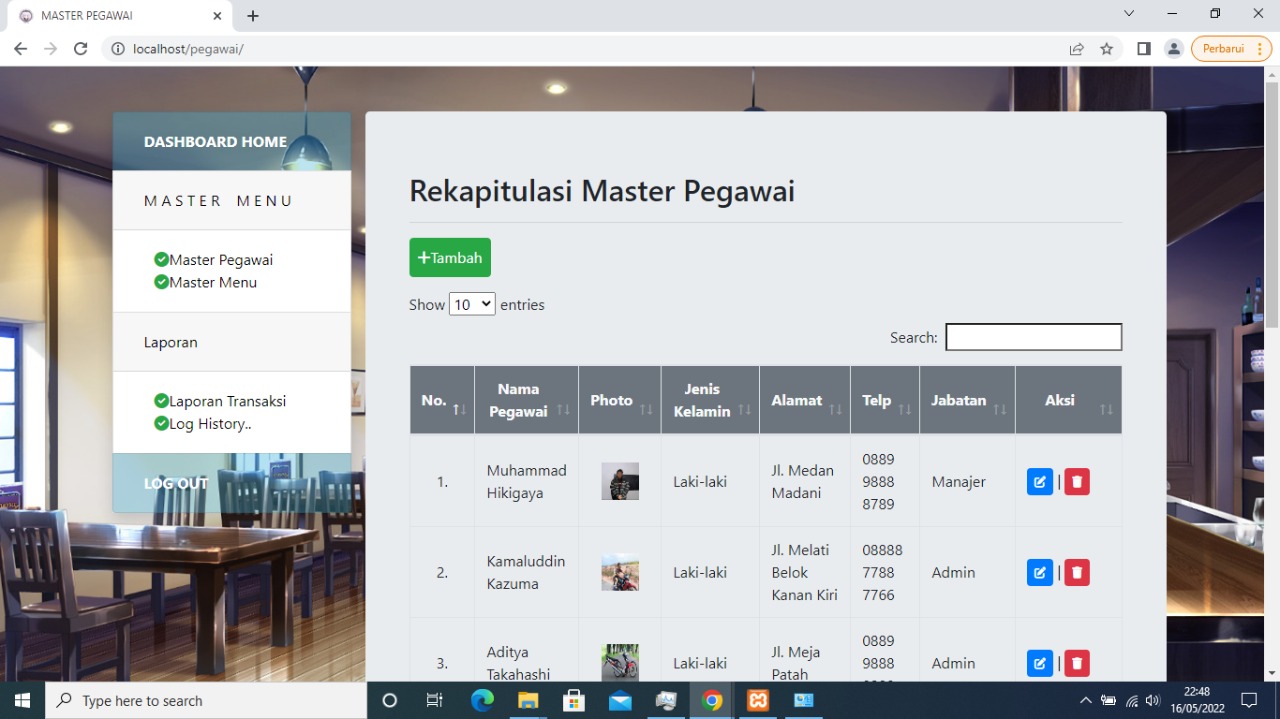 MASTER PEGAWAI
localhost/pegawai/
Perbarui
DASHBOARD HOME
MASTER MENU
Master Pegawai
Master Menu
Laporan
Laporan Transaksi
Log History..
LOG OUT
Rekapitulasi Master Pegawai
Tambah
Show 10 entries
Search:
No. Nama Pegawai Photo Jenis Kelamin Alamat Telp Jabatan Aksi
1. Muhammad Hikigaya Laki-laki Jl. Medan Madani 0889 9888 8789 Manajer |
2. Kamaluddin Kazuma Laki-laki Jl. Melati Belok Kanan Kiri 08888 7788 7766 Admin |
3. Aditya Takahashi Laki-laki Jl. Meja Patah 0889 9888 Admin |
Type here to search
22:48
16/05/2022